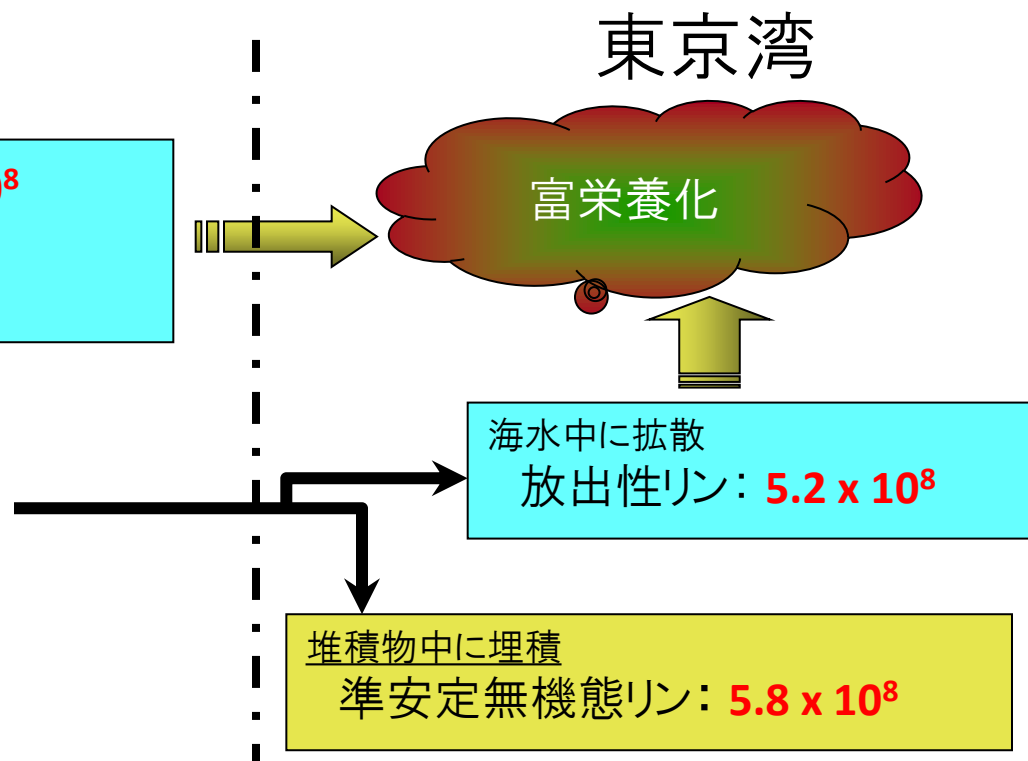 東京湾
富栄養化
海水中に拡散
放出性リン：5.2 x 10⁸
堆積物中に埋積
準安定無機態リン：5.8 x 10⁸